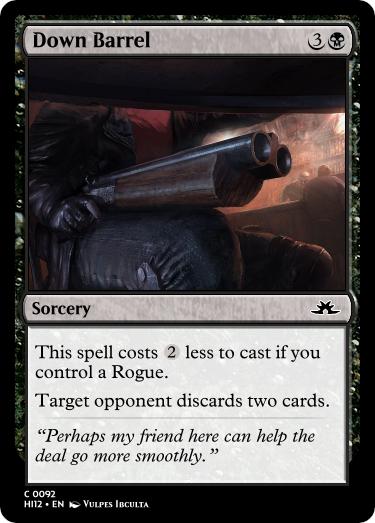 Down Barrel 3
Sorcery
This spell costs 2 less to cast if you
control a Rogue.
Target opponent discards two cards.
“Perhaps my friend here can help the
deal go more smoothly.”
C 0092
HI12 • EN Vulpes Ibculta